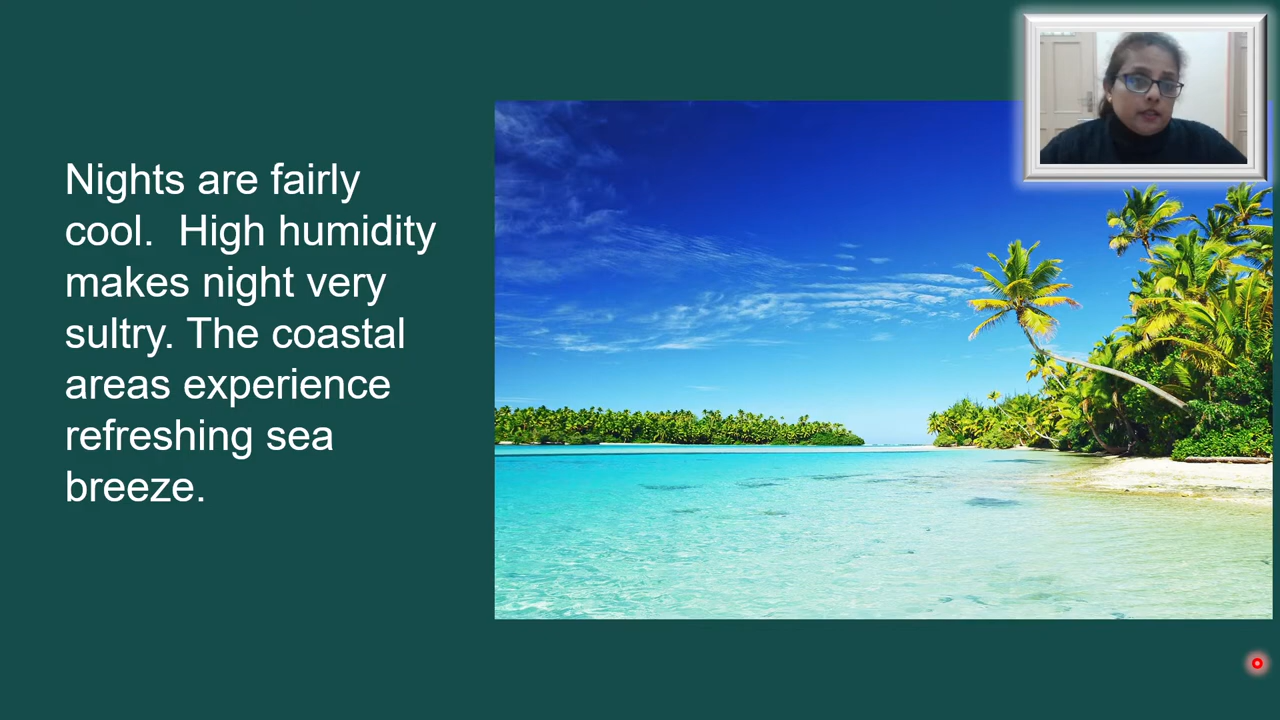 Nights are fairly
cool.  High humidity
makes night very
sultry. The coastal
areas experience
refreshing sea
breeze.